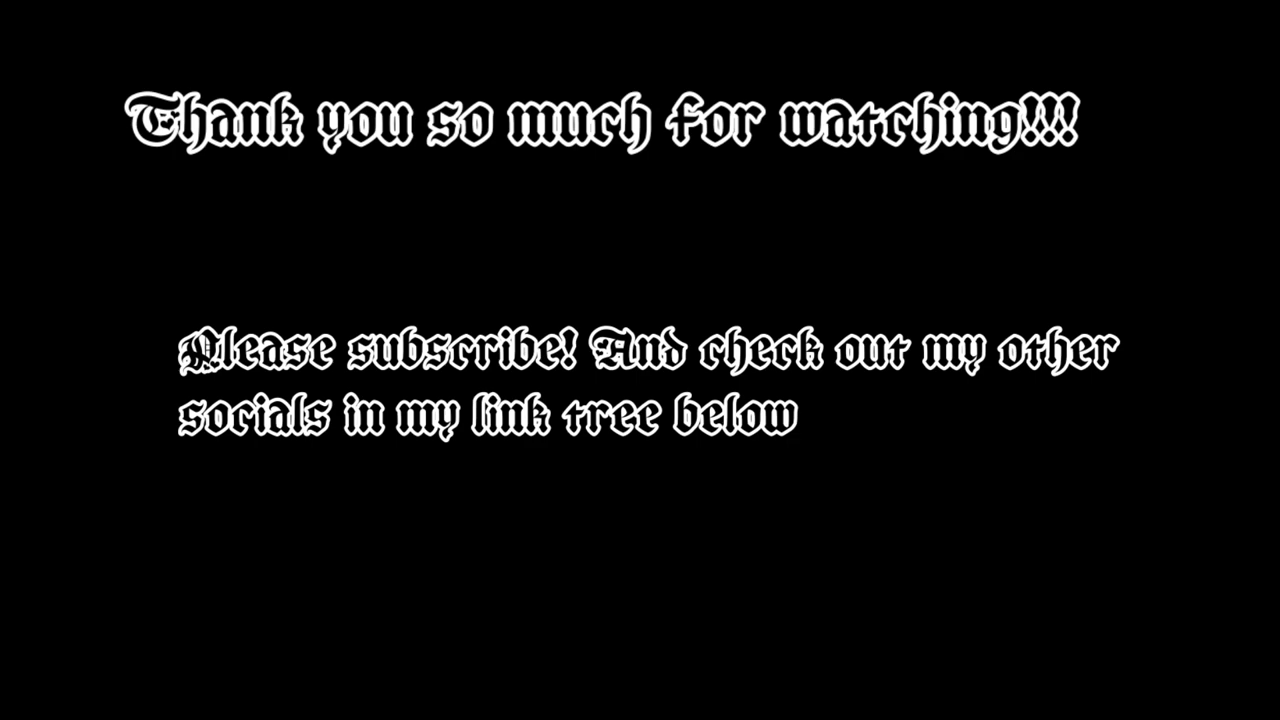 Thank you so much for watching!!!
Please subscribe! And check out my other
socials in my link tree below